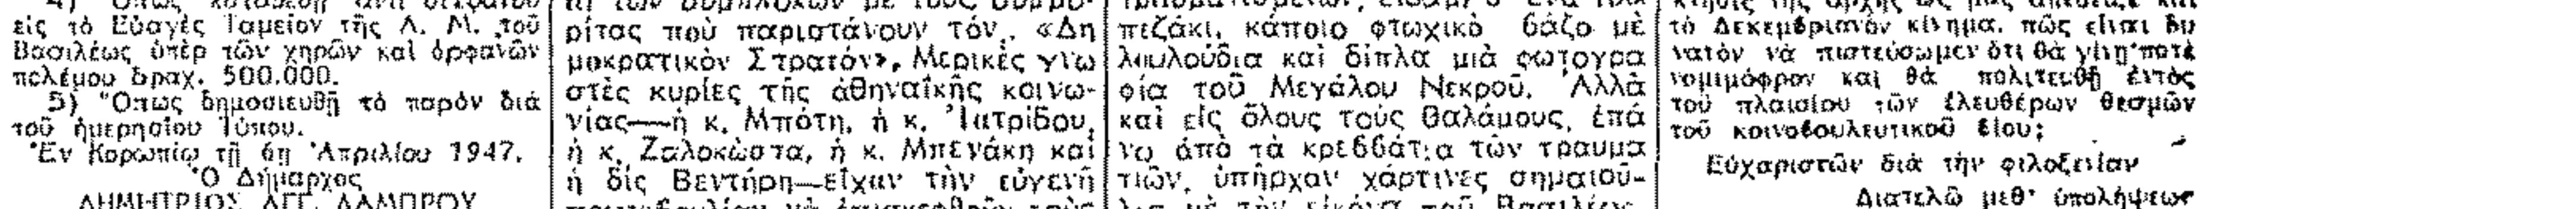 εἰς τὸ Εὐαγὲς Ταμεῖον τῆς Α. Μ. τοῦ
Βασιλέως ὑπὲρ τῶν χηρῶν καὶ ὀρφανῶν
πολέμου δραχ. 500.000.
5) Ὅπως δημοσιευθῇ τὸ παρὸν διὰ
τοῦ ἡμερησίου Τύπου.
Ἐν Κορωπίῳ τῇ 6ῃ Ἀπριλίου 1947.
Ὁ Δήμαρχος
ΔΗΜΗΤΡΙΟΣ ΑΓΓ. ΛΑΜΠΡΟΥ
ρίτας ποὺ παριστάνουν τόν.. «Δη
μοκρατικὸν Στρατόν». Μερικὲς γνω
στὲς κυρίες τῆς ἀθηναϊκῆς κοινω-
νίας—ἡ κ. Μπότη, ἡ κ. Ἰατρίδου,
ἡ κ. Ζαλοκώστα, ἡ κ. Μπενάκη καὶ
ἡ δὶς Βεντήρη—εἶχαν τὴν εὐγενῆ
πεζάκι, κάποιο φτωχικὸ βάζο μὲ
λουλούδια καὶ δίπλα μιὰ φωτογρα
φία τοῦ Μεγάλου Νεκροῦ. Ἀλλὰ
καὶ εἰς ὅλους τοὺς θαλάμους, ἐπά
νω ἀπὸ τὰ κρεββάτια τῶν τραυμα
τιῶν, ὑπῆρχαν χάρτινες σημαιοῦ-
τὸ Δεκεμβριανὸν κίνημα. πῶς εἶναι δυ
νατὸν νὰ πιστεύσωμεν ὅτι θὰ γίνῃ ποτὲ
νομιμόφρον καὶ θὰ πολιτευθῇ ἐντὸς
τοῦ πλαισίου τῶν ἐλευθέρων θεσμῶν
τοῦ κοινοβουλευτικοῦ βίου;
Εὐχαριστῶν διὰ τὴν φιλοξενίαν
Διατελῶ μεθ' ὑπολήψεως